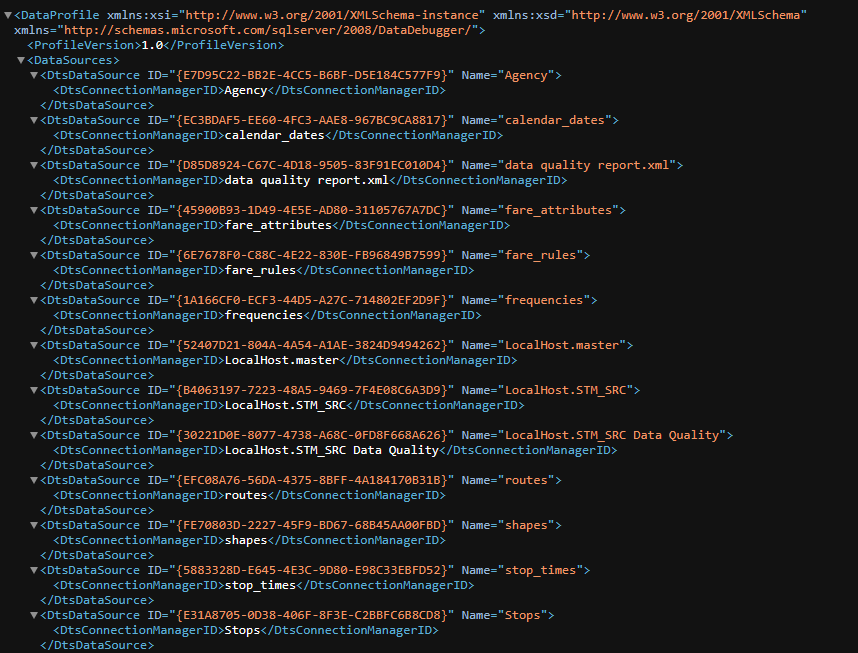 <DataProfile xmlns:xsi="http://www.w3.org/2001/XMLSchema-instance" xmlns:xsd="http://www.w3.org/2001/XMLSchema"
xmlns="http://schemas.microsoft.com/sqlserver/2008/DataDebugger/">
<ProfileVersion>1.0</ProfileVersion>
<DataSources>
<DtsDataSource ID="{E7D95C22-BB2E-4CC5-B6BF-D5E184C577F9}" Name="Agency">
<DtsConnectionManagerID>Agency</DtsConnectionManagerID>
</DtsDataSource>
<DtsDataSource ID="{EC3BDAF5-EE60-4FC3-AAE8-967BC9CA8817}" Name="calendar_dates">
<DtsConnectionManagerID>calendar_dates</DtsConnectionManagerID>
</DtsDataSource>
<DtsDataSource ID="{D85D8924-C67C-4D18-9505-83F91EC010D4}" Name="data quality report.xml">
<DtsConnectionManagerID>data quality report.xml</DtsConnectionManagerID>
</DtsDataSource>
<DtsDataSource ID="{45900B93-1D49-4E5E-AD80-31105767A7DC}" Name="fare_attributes">
<DtsConnectionManagerID>fare_attributes</DtsConnectionManagerID>
</DtsDataSource>
<DtsDataSource ID="{6E7678F0-C88C-4E22-830E-FB96849B7599}" Name="fare_rules">
<DtsConnectionManagerID>fare_rules</DtsConnectionManagerID>
</DtsDataSource>
<DtsDataSource ID="{1A166CF0-ECF3-44D5-A27C-714802EF2D9F}" Name="frequencies">
<DtsConnectionManagerID>frequencies</DtsConnectionManagerID>
</DtsDataSource>
<DtsDataSource ID="{52407D21-804A-4A54-A1AE-3824D9494262}" Name="LocalHost.master">
<DtsConnectionManagerID>LocalHost.master</DtsConnectionManagerID>
</DtsDataSource>
<DtsDataSource ID="{B4063197-7223-48A5-9469-7F4E08C6A3D9}" Name="LocalHost.STM_SRC">
<DtsConnectionManagerID>LocalHost.STM_SRC</DtsConnectionManagerID>
</DtsDataSource>
<DtsDataSource ID="{30221D0E-8077-4738-A68C-0FD8F668A626}" Name="LocalHost.STM_SRC Data Quality">
<DtsConnectionManagerID>LocalHost.STM_SRC Data Quality</DtsConnectionManagerID>
</DtsDataSource>
<DtsDataSource ID="{EFC08A76-56DA-4375-8BFF-4A184170B31B}" Name="routes">
<DtsConnectionManagerID>routes</DtsConnectionManagerID>
</DtsDataSource>
<DtsDataSource ID="{FE70803D-2227-45F9-BD67-68B45AA00FBD}" Name="shapes">
<DtsConnectionManagerID>shapes</DtsConnectionManagerID>
</DtsDataSource>
<DtsDataSource ID="{5883328D-E645-4E3C-9D80-E98C33EBFD52}" Name="stop_times">
<DtsConnectionManagerID>stop_times</DtsConnectionManagerID>
</DtsDataSource>
<DtsDataSource ID="{E31A8705-0D38-406F-8F3E-C2BBFC6B8CD8}" Name="Stops">
<DtsConnectionManagerID>Stops</DtsConnectionManagerID>
</DtsDataSource>